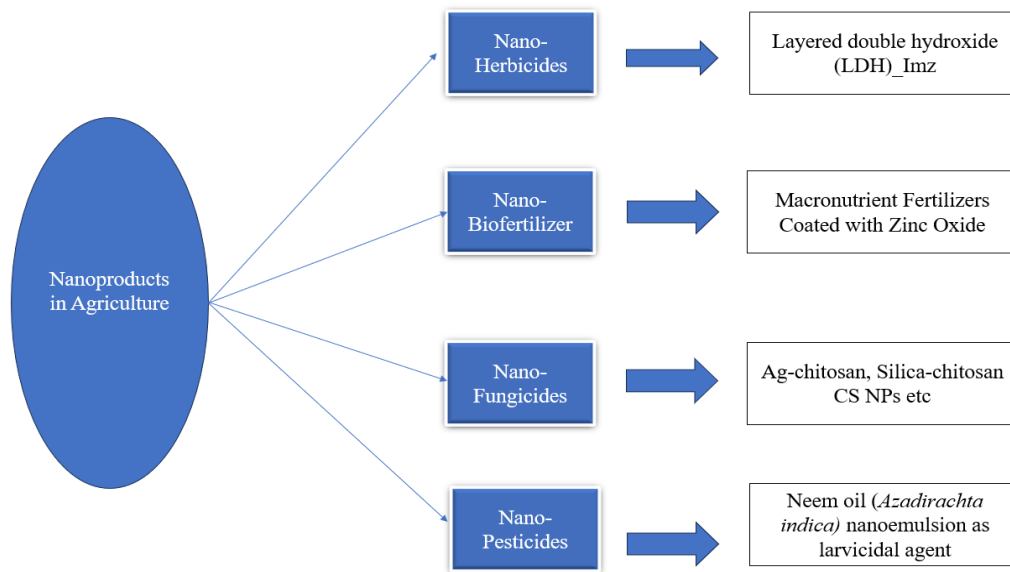 Nanoproducts
in Agriculture
Nano-
Herbicides
Layered double hydroxide
(LDH)_Imz
Nano-
Biofertilizer
Macronutrient Fertilizers
Coated with Zinc Oxide
Nano-
Fungicides
Ag-chitosan, Silica-chitosan
CS NPs etc
Nano-
Pesticides
Neem oil (Azadirachta
indica) nanoemulsion as
larvicidal agent